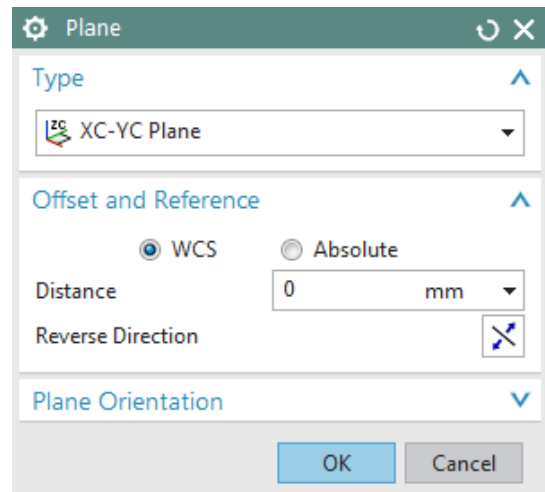 Plane
Type
ZC XC-YC Plane
Offset and Reference
WCS Absolute
Distance 0 mm
Reverse Direction
Plane Orientation
OK Cancel